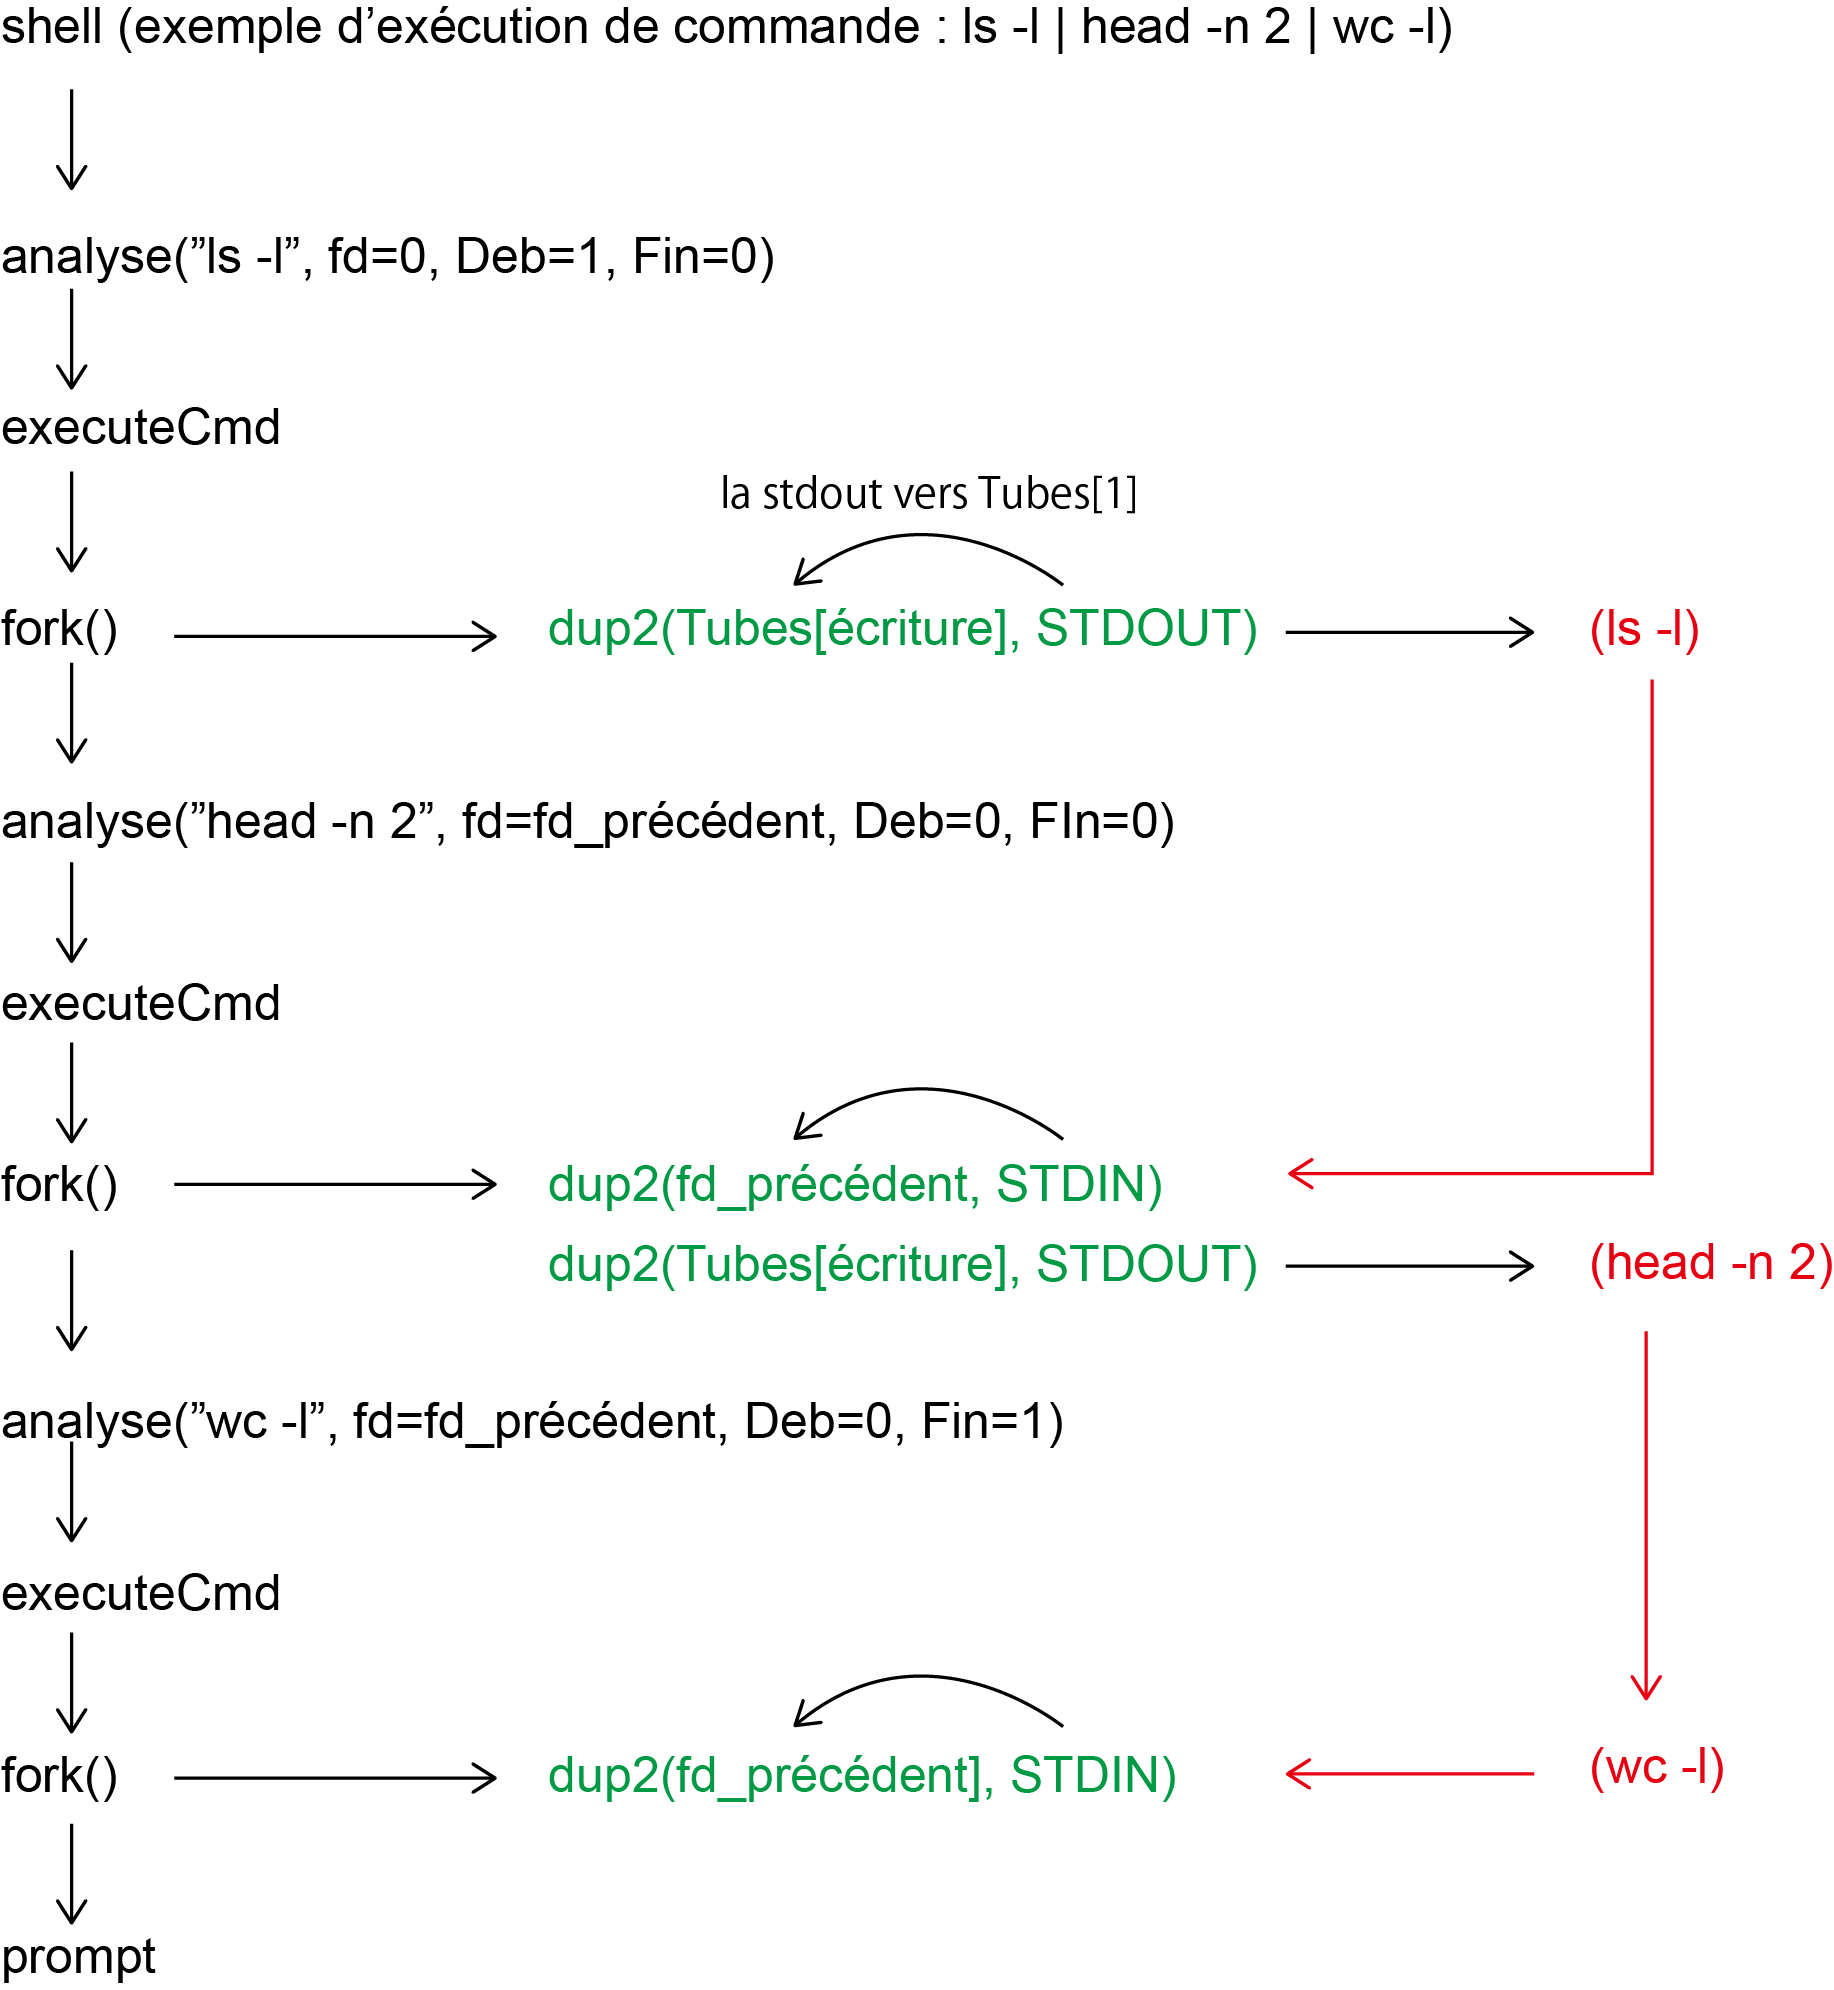 shell (exemple d’exécution de commande : ls -l | head -n 2 | wc -l)
analyse(”ls -l”, fd=0, Deb=1, Fin=0)
executeCmd
la stdout vers Tubes[1]
fork() dup2(Tubes[écriture], STDOUT) (ls -l)
analyse(”head -n 2”, fd=fd_précédent, Deb=0, FIn=0)
executeCmd
fork() dup2(fd_précédent, STDIN)
dup2(Tubes[écriture], STDOUT) (head -n 2)
analyse(”wc -l”, fd=fd_précédent, Deb=0, Fin=1)
executeCmd
fork() dup2(fd_précédent], STDIN) (wc -l)
prompt